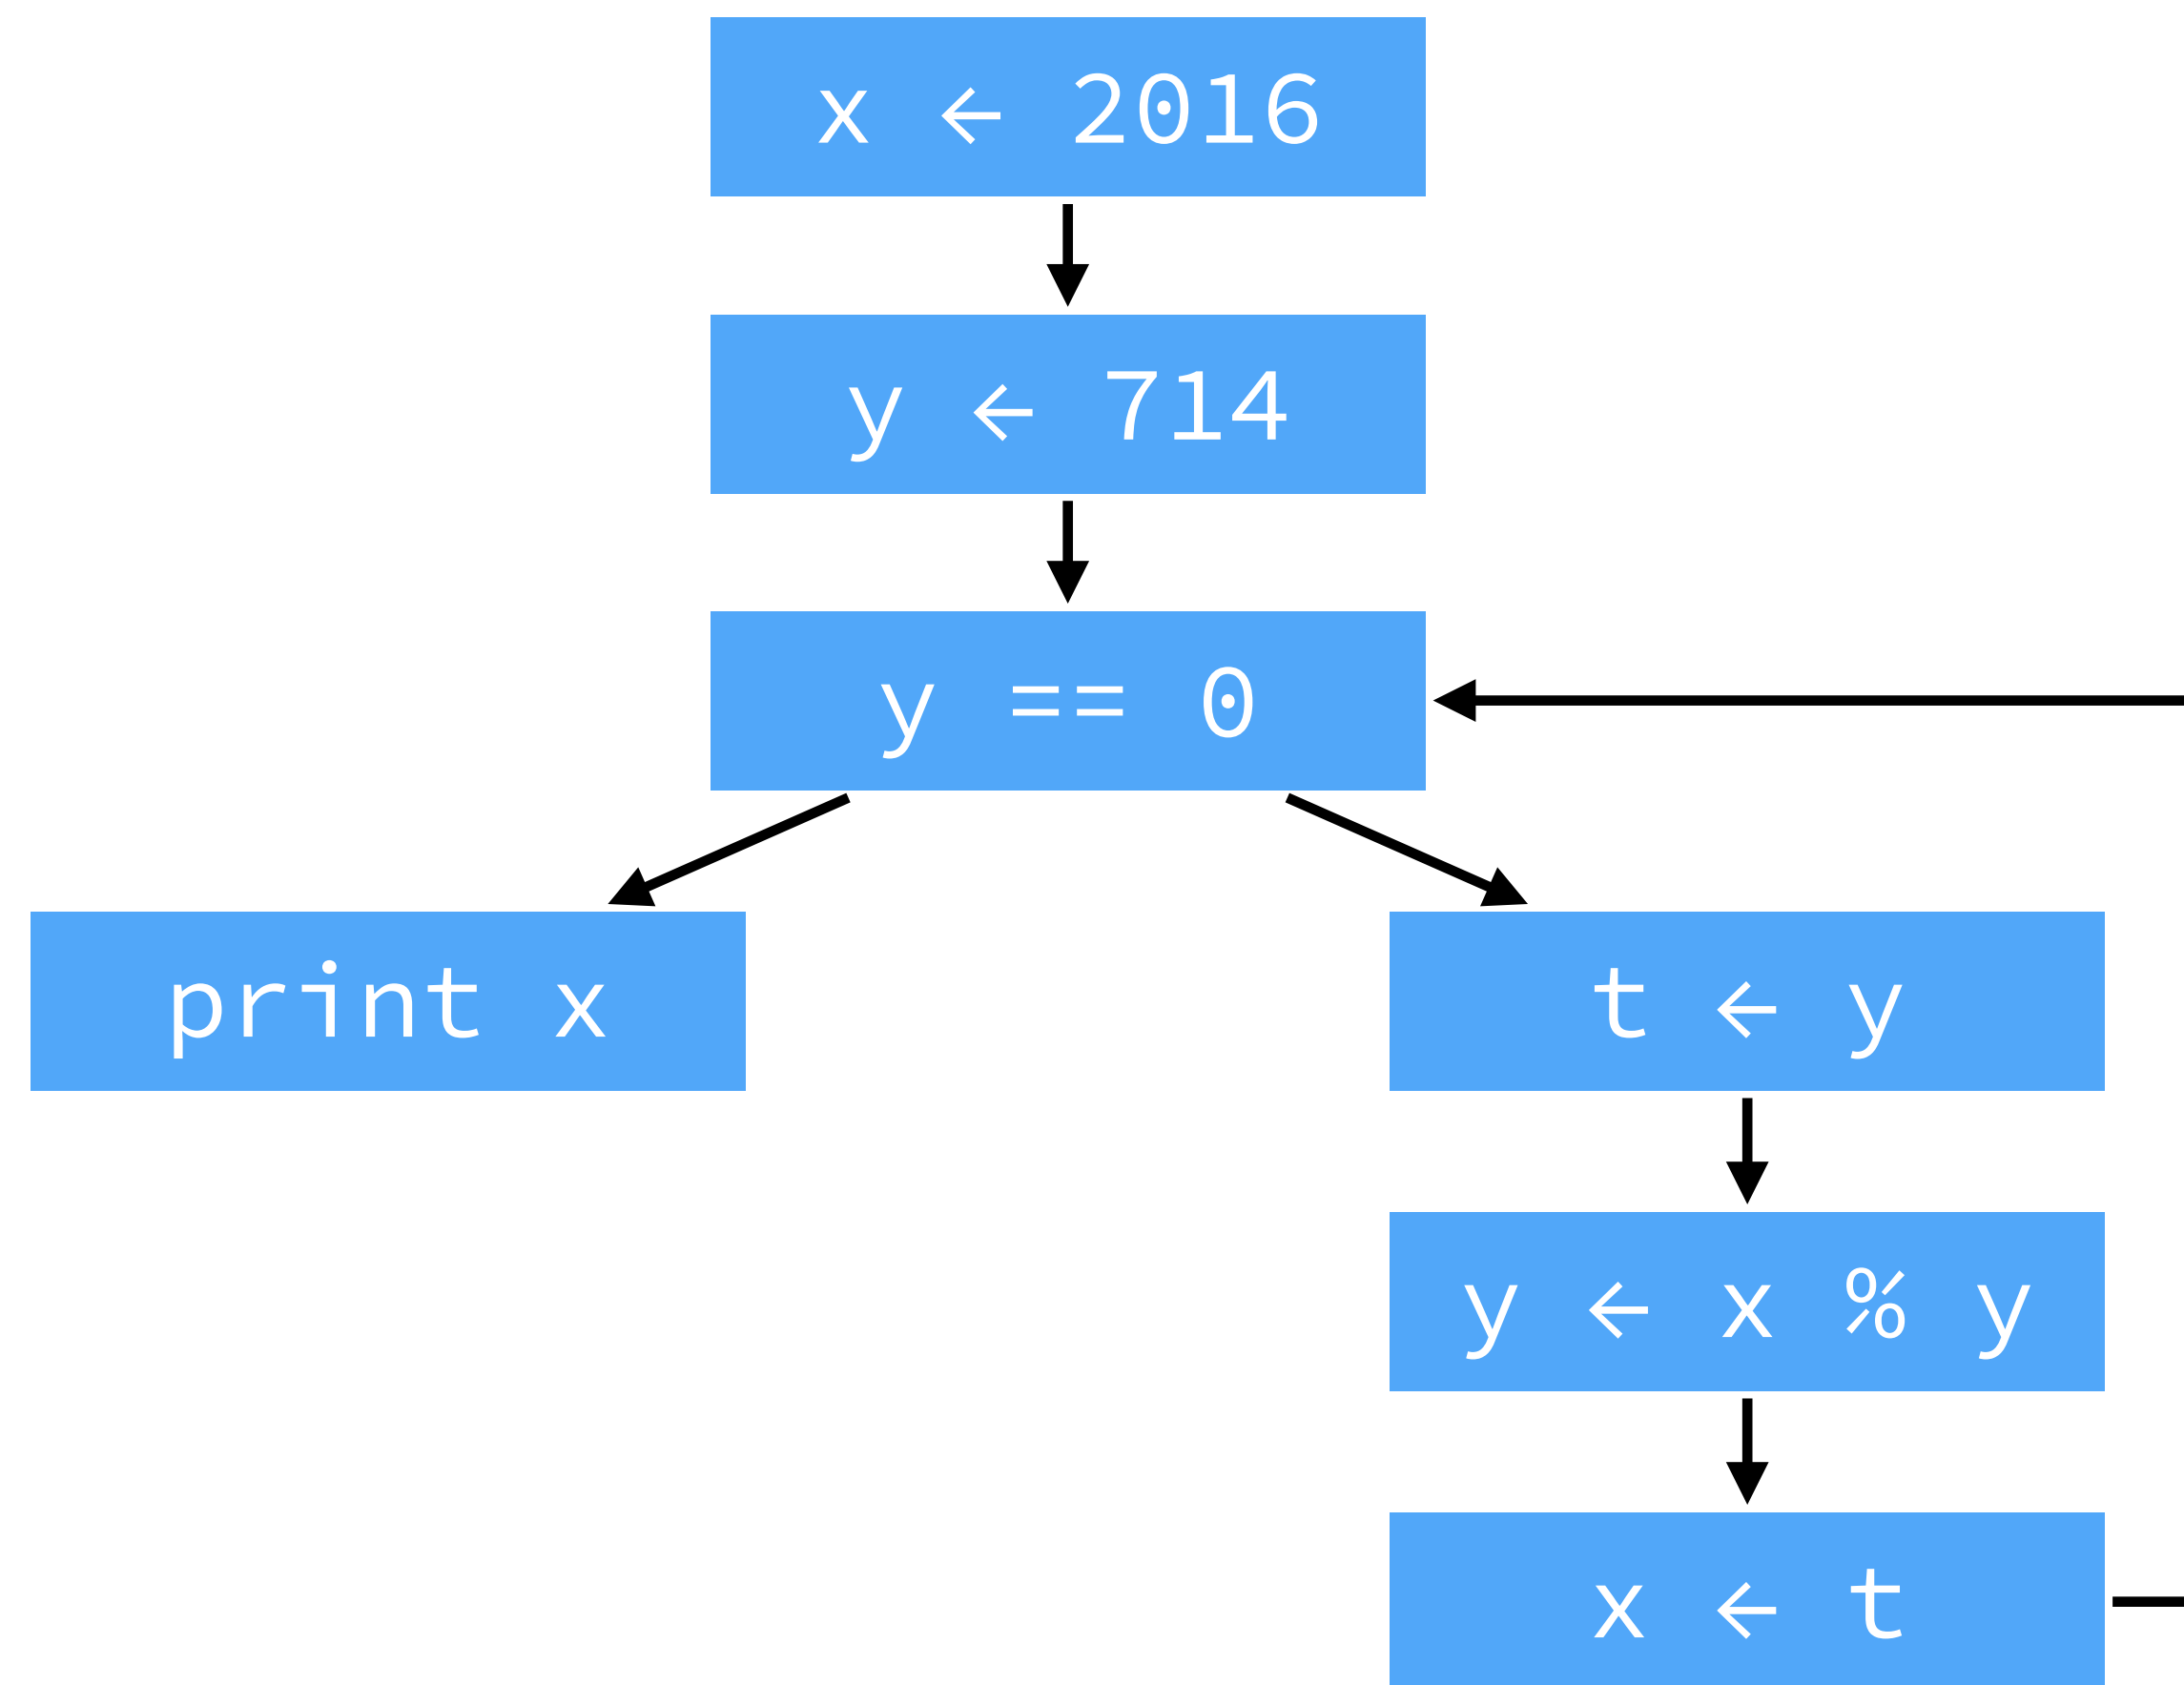 x ← 2016
y ← 714
y == 0
print x
t ← y
y ← x % y
x ← t